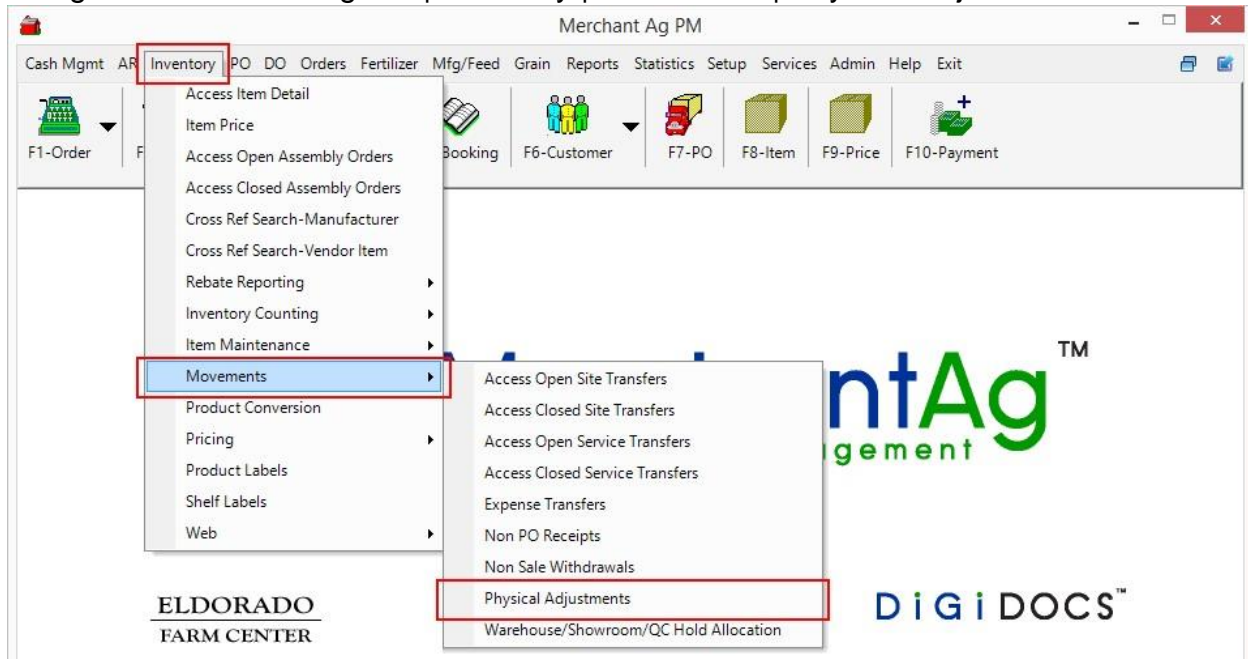 Merchant Ag PM
Cash Mgmt AR Inventory PO DO Orders Fertilizer Mfg/Feed Grain Reports Statistics Setup Services Admin Help Exit
F1-Order F Booking F6-Customer F7-PO F8-Item F9-Price F10-Payment
Access Item Detail
Item Price
Access Open Assembly Orders
Access Closed Assembly Orders
Cross Ref Search-Manufacturer
Cross Ref Search-Vendor Item
Rebate Reporting
Inventory Counting
Item Maintenance
Movements
Product Conversion
Pricing
Product Labels
Shelf Labels
Web
Access Open Site Transfers
Access Closed Site Transfers
Access Open Service Transfers
Access Closed Service Transfers
Expense Transfers
Non PO Receipts
Non Sale Withdrawals
Physical Adjustments
Warehouse/Showroom/QC Hold Allocation
ntAg TM
gement
ELDORADO
FARM CENTER
DiGiDOCS™